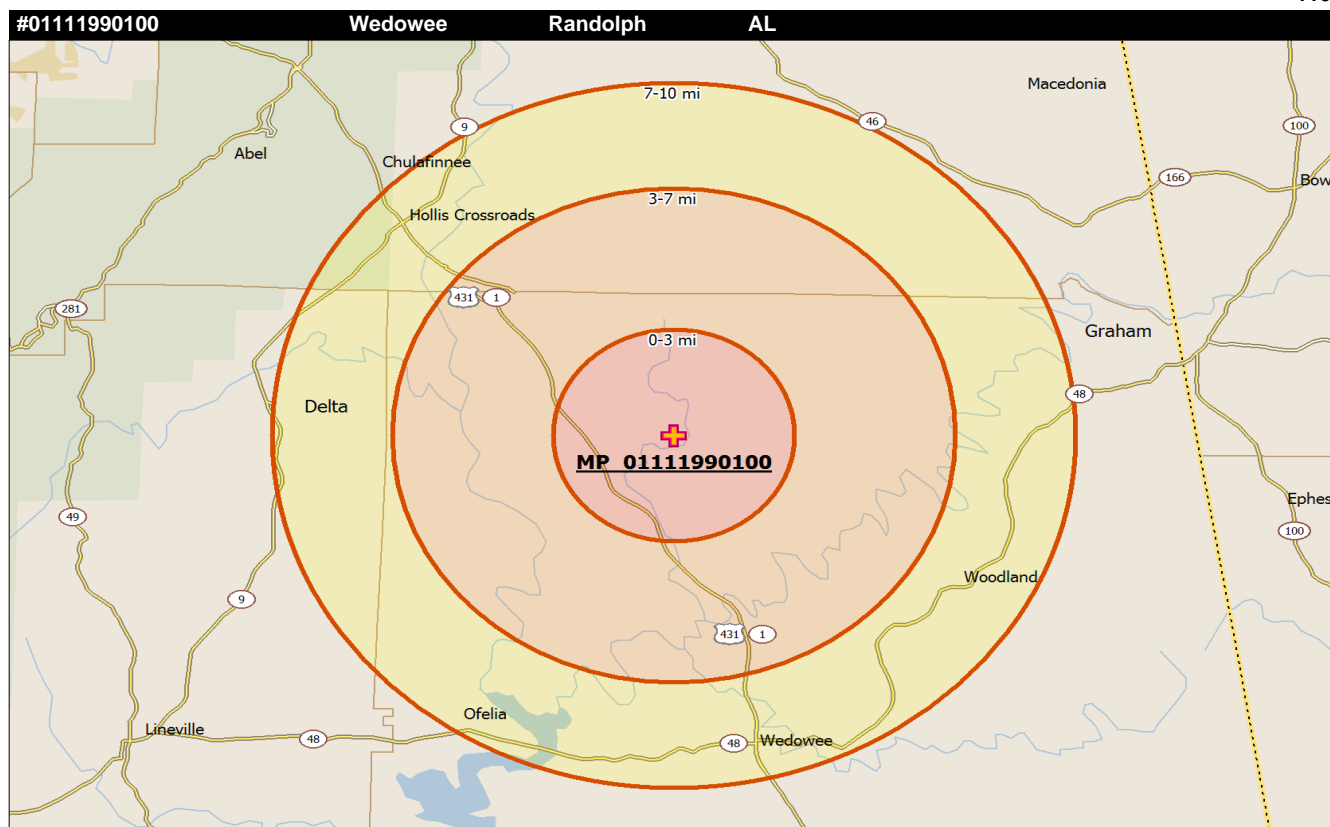 #01111990100 Wedowee Randolph AL
Macedonia
7-10 mi
9
46
100
Abel
Chulafinnee
166
Bow
3-7 mi
Hollis Crossroads
431 1
281
0-3 mi
Graham
48
Delta
MP 01111990100
Ephes
49
100
Woodland
9
431 1
Ofelia
Lineville
48
48
Wedowee